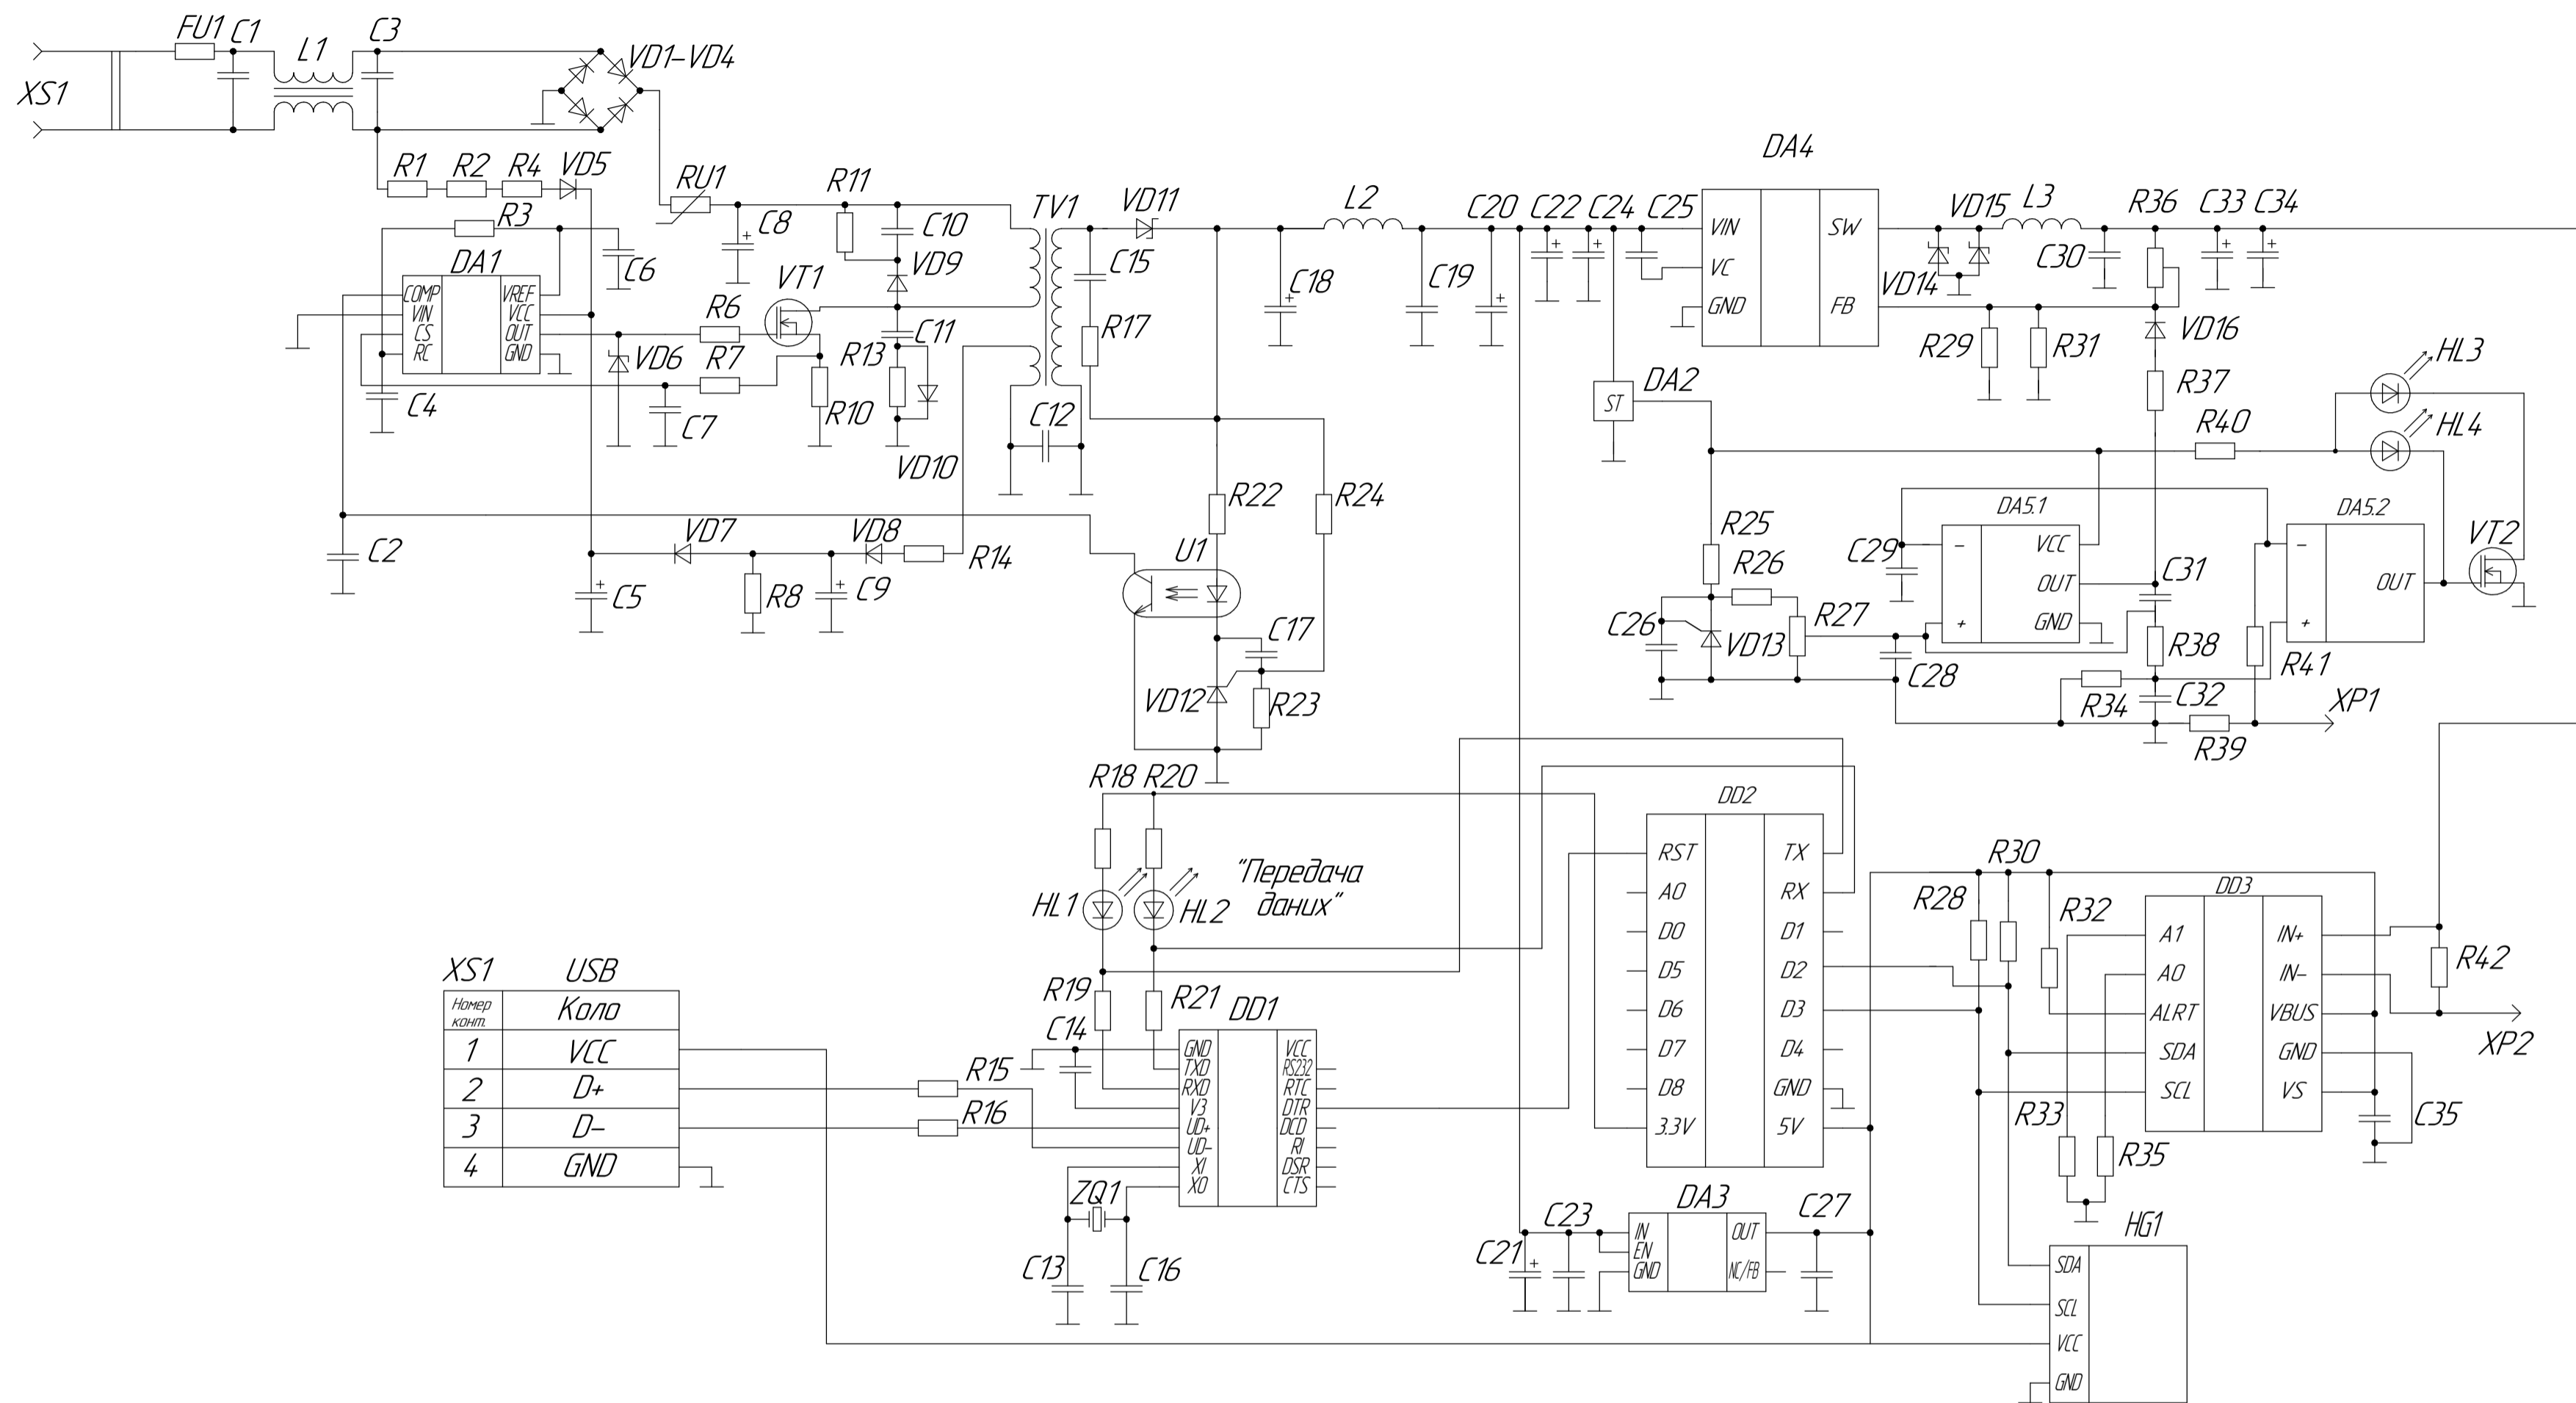 FU1 C1
L1
C3
VD1-VD4
XS1
R1 R2 R4 VD5
R3
DA1
COMP
VIN
CS
RC
VREF
VCC
OUT
GND
C6
C4
C2
VD6
R6
R7
C7
VT1
RU1
C8
R11
C10
VD9
C11
R13
R10
VD10
TV1
VD11
C15
R17
C12
VD7
VD8
R14
C5
R8
C9
U1
R22
R24
C17
VD12
R23
C18
L2
C19
C20 C22 C24 C25
DA4
VIN
VC
GND
SW
FB
VD14
VD15 L3
C30
R36
C33 C34
R29
R31
VD16
R37
DA2
ST
R40
HL3
HL4
R25
R26
R27
C26
VD13
C28
C29
DA5.1
-
+
VCC
OUT
GND
C31
R38
R34
C32
R39
R41
DA5.2
-
+
OUT
VT2
XP1
R18 R20
HL1
HL2
"Передача
даних"
R19
R21
C14
DD1
GND
TXD
RXD
V3
UD+
UD-
XI
XO
VCC
RS232
RTC
DTR
DCD
RI
DSR
CTS
XS1 USB
Номер
конт.
Коло
1 VCC
2 D+
3 D-
4 GND
R15
R16
ZQ1
C13
C16
DD2
RST
A0
D0
D5
D6
D7
D8
3.3V
TX
RX
D1
D2
D3
D4
GND
5V
C21
C23
DA3
IN
EN
GND
OUT
NC/FB
C27
R28
R30
R32
R33
R35
DD3
A1
A0
ALRT
SDA
SCL
IN+
IN-
VBUS
GND
VS
R42
XP2
C35
HG1
SDA
SCL
VCC
GND